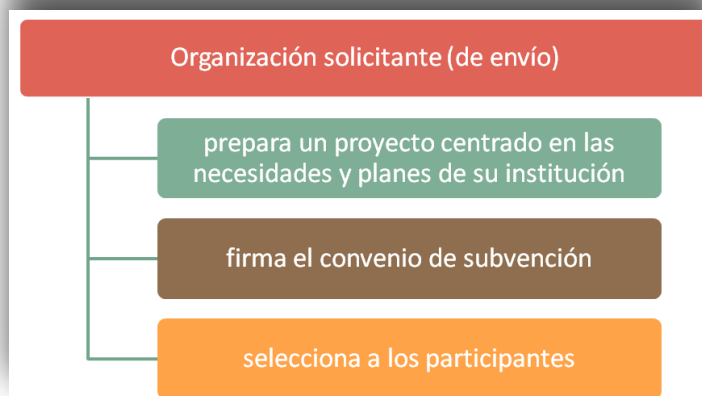 Organización solicitante (de envío)
prepara un proyecto centrado en las
necesidades y planes de su institución
firma el convenio de subvención
selecciona a los participantes